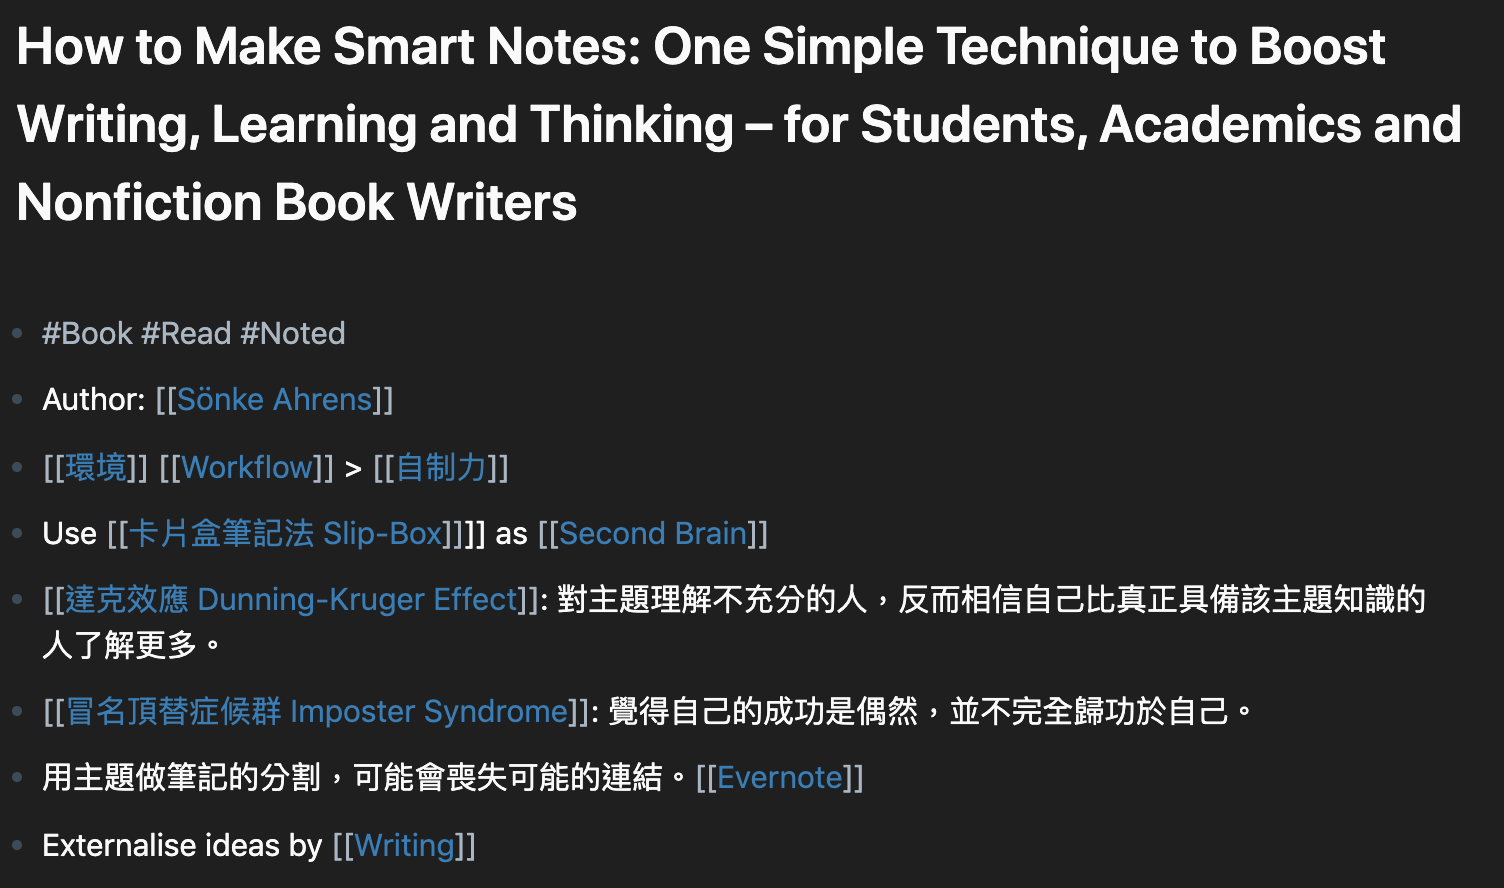 How to Make Smart Notes: One Simple Technique to Boost
Writing, Learning and Thinking – for Students, Academics and
Nonfiction Book Writers
#Book #Read #Noted
Author: [[Sönke Ahrens]]
[[環境]] [[Workflow]] > [[自制力]]
Use [[卡片盒筆記法 Slip-Box]]]] as [[Second Brain]]
[[達克效應 Dunning-Kruger Effect]]: 對主題理解不充分的人，反而相信自己比真正具備該主題知識的
人了解更多。
[[冒名頂替症候群 Imposter Syndrome]]: 覺得自己的成功是偶然，並不完全歸功於自己。
用主題做筆記的分割，可能會喪失可能的連結。[[Evernote]]
Externalise ideas by [[Writing]]